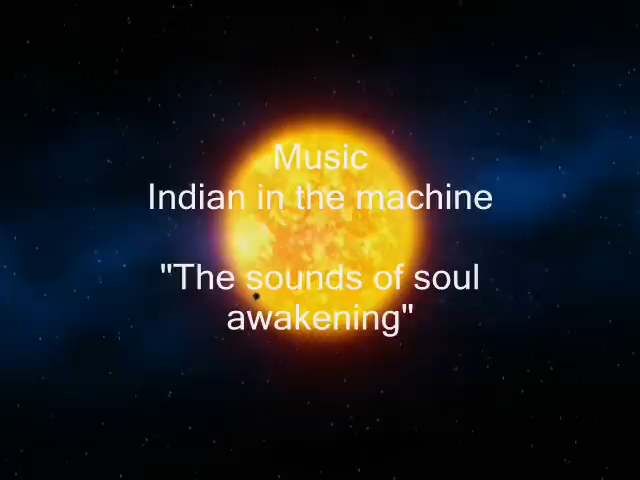 Music
Indian in the machine
"The sounds of soul
awakening"